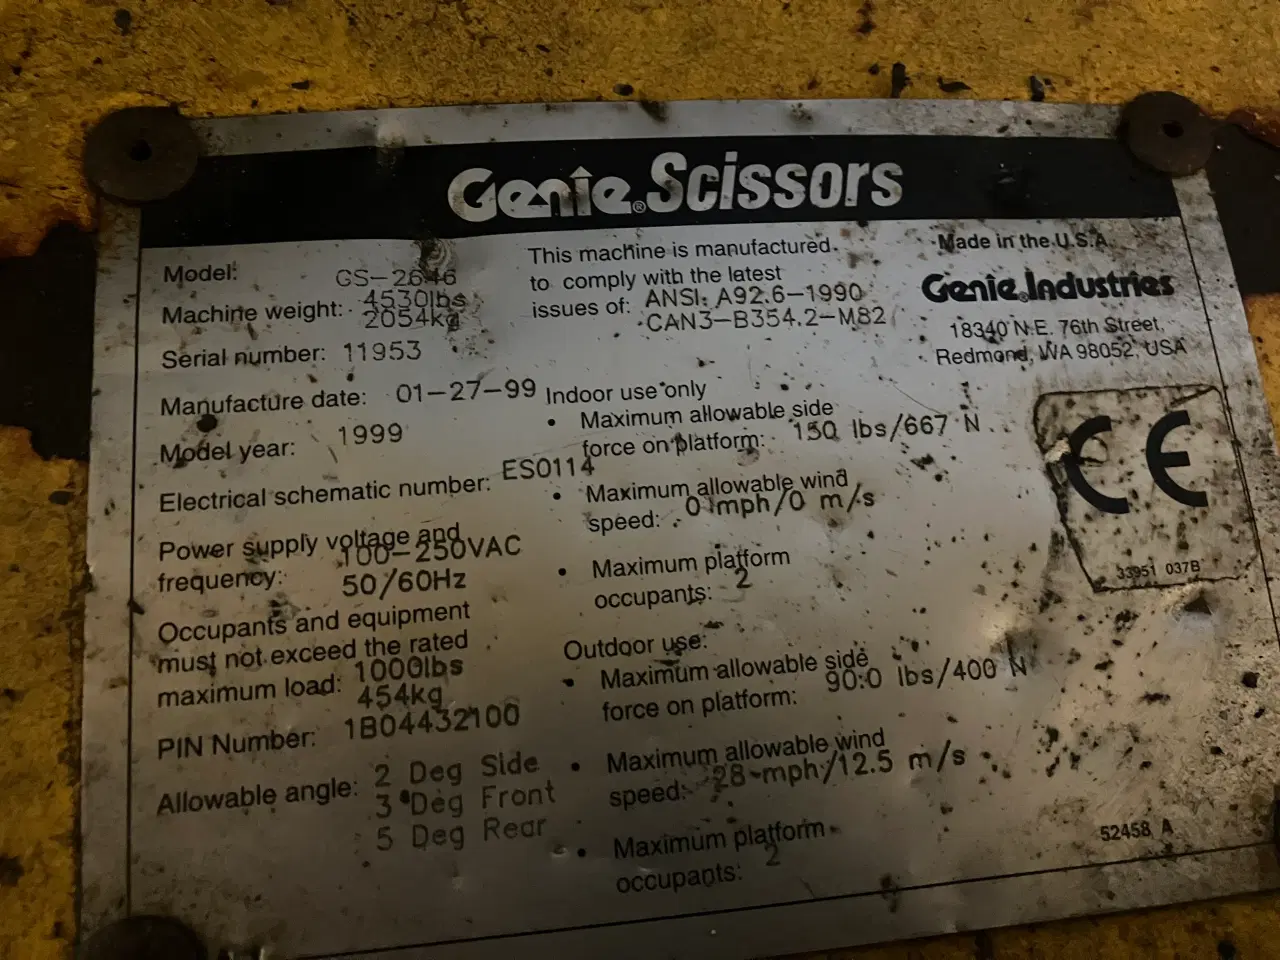 Genie® Scissors
Model: GS-2646
Machine weight: 4530lbs
2054kg
Serial number: 11953
Manufacture date: 01-27-99
Model year: 1999
Electrical schematic number: ES0114
Power supply voltage and
frequency: 100-250VAC
50/60Hz
Occupants and equipment
must not exceed the rated
maximum load: 1000lbs
454kg
PIN Number: 1B04432100
Allowable angle: 2 Deg Side
3 Deg Front
5 Deg Rear
This machine is manufactured
to comply with the latest
issues of: ANSI: A92.6-1990
CAN3-B354.2-M82
Indoor use only
• Maximum allowable side
force on platform: 150 lbs/667 N
• Maximum allowable wind
speed: 0 mph/0 m/s
• Maximum platform
occupants: 2
Outdoor use:
• Maximum allowable side
force on platform: 90.0 lbs/400 N
• Maximum allowable wind
speed: 28 mph/12.5 m/s
• Maximum platform
occupants: 2
Made in the U.S.A.
Genie® Industries
18340 N.E. 76th Street,
Redmond, WA 98052, USA
CE
33951 037B
52458 A